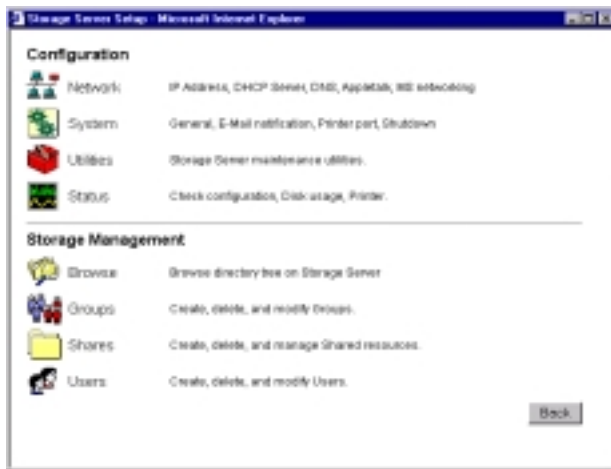 Storage Server Setup - Microsoft Internet Explorer
Configuration
Network IP Address, DHCP Server, DNS, Appletalk, MS networking
System General, E-Mail notification, Printer port, Shutdown
Utilities Storage Server maintenance utilities.
Status Check configuration, Disk usage, Printer.
Storage Management
Browse Browse directory tree on Storage Server
Groups Create, delete, and modify Groups.
Shares Create, delete, and manage Shared resources.
Users Create, delete, and modify Users.
Back